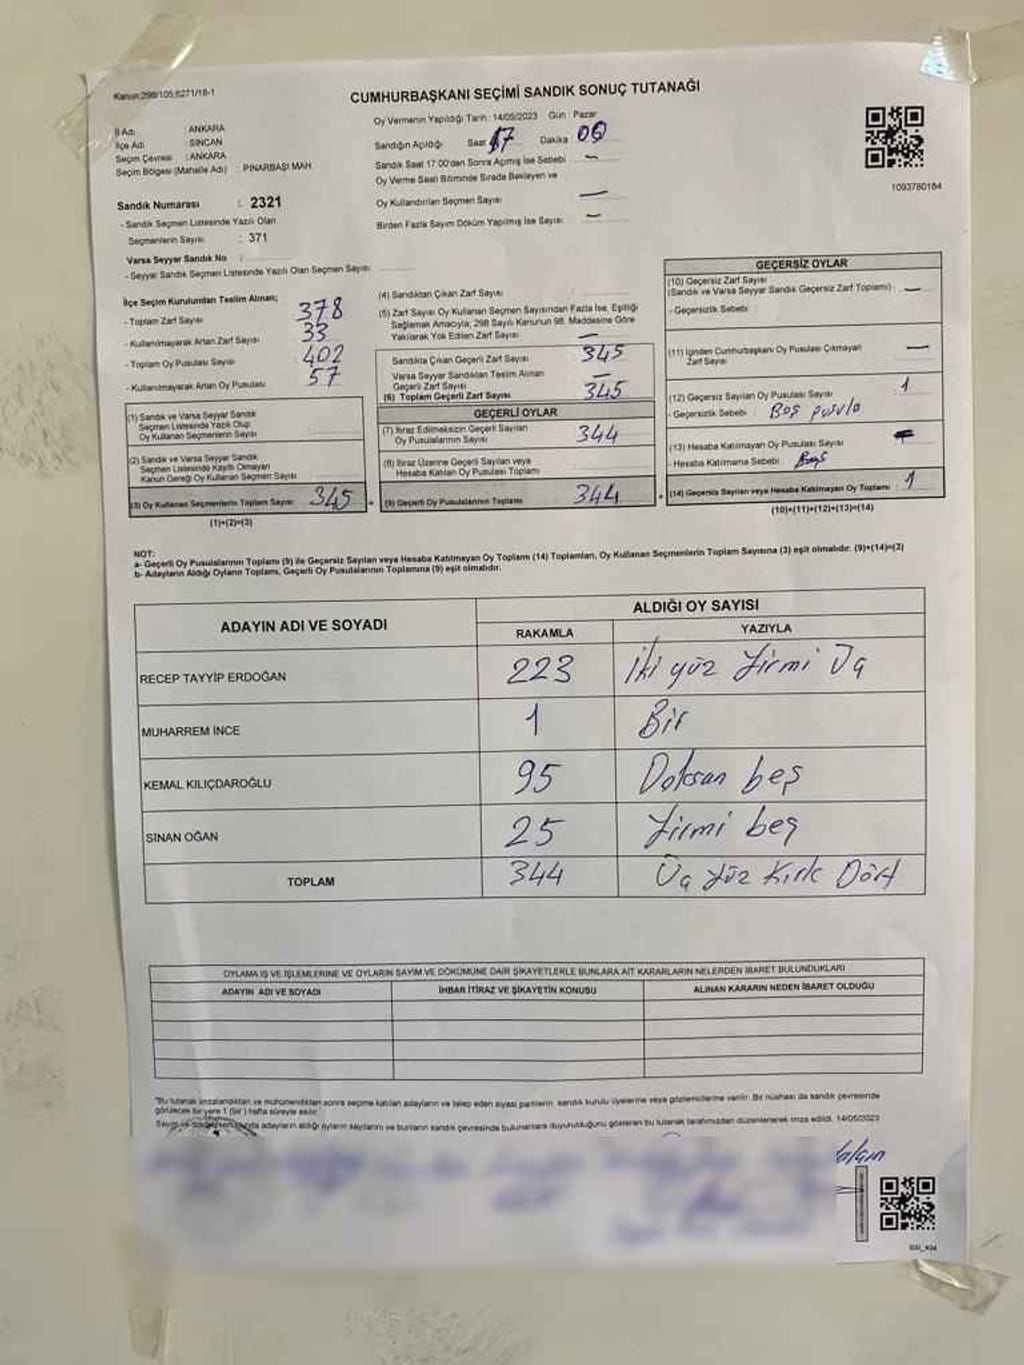 Kanun:298/105;6271/18-1
CUMHURBAŞKANI SEÇİMİ SANDIK SONUÇ TUTANAĞI
İl Adı : ANKARA
İlçe Adı : SİNCAN
Seçim Çevresi : ANKARA
Seçim Bölgesi (Mahalle Adı) PINARBAŞI MAH.
Sandık Numarası : 2321
- Sandık Seçmen Listesinde Yazılı Olan
Seçmenlerin Sayısı : 371
Varsa Seyyar Sandık No :
- Seyyar Sandık Seçmen Listesinde Yazılı Olan Seçmen Sayısı
Oy Vermenin Yapıldığı Tarih : 14/05/2023 Gün : Pazar
Sandığın Açıldığı Saat 17 Dakika : 06
Sandık Saat 17.00'den Sonra Açılmış İse Sebebi : –
Oy Verme Saati Bitiminde Sırada Bekleyen ve
Oy Kullandırılan Seçmen Sayısı –
Birden Fazla Sayım Döküm Yapılmış İse Sayısı –
1093780184
İlçe Seçim Kurulundan Teslim Alınan;
- Toplam Zarf Sayısı 378
- Kullanılmayarak Artan Zarf Sayısı 33
- Toplam Oy Pusulası Sayısı 402
- Kullanılmayarak Artan Oy Pusulası 57
(1) Sandık ve Varsa Seyyar Sandık
Seçmen Listesinde Yazılı Olup
Oy Kullanan Seçmenlerin Sayısı
(2) Sandık ve Varsa Seyyar Sandık
Seçmen Listesinde Kayıtlı Olmayan
Kanun Gereği Oy Kullanan Seçmen Sayısı
(3) Oy Kullanan Seçmenlerin Toplam Sayısı 345
(1)+(2)=(3)
(4) Sandıktan Çıkan Zarf Sayısı
(5) Zarf Sayısı Oy Kullanan Seçmen Sayısından Fazla İse, Eşitliği
Sağlamak Amacıyla; 298 Sayılı Kanunun 98. Maddesine Göre
Yakılarak Yok Edilen Zarf Sayısı –
Sandıkta Çıkan Geçerli Zarf Sayısı 345
Varsa Seyyar Sandıktan Teslim Alınan
Geçerli Zarf Sayısı –
(6) Toplam Geçerli Zarf Sayısı 345
GEÇERLİ OYLAR
(7) İtiraz Edilmeksizin Geçerli Sayılan
Oy Pusulalarının Sayısı 344
(8) İtiraz Üzerine Geçerli Sayılan veya
Hesaba Katılan Oy Pusulası Toplamı
(9) Geçerli Oy Pusulalarının Toplamı 344
GEÇERSİZ OYLAR
(10) Geçersiz Zarf Sayısı
(Sandık ve Varsa Seyyar Sandık Geçersiz Zarf Toplamı) : –
- Geçersizlik Sebebi :
(11) İçinden Cumhurbaşkanı Oy Pusulası Çıkmayan
Zarf Sayısı –
(12) Geçersiz Sayılan Oy Pusulası Sayısı 1
- Geçersizlik Sebebi : Boş pusula
(13) Hesaba Katılmayan Oy Pusulası Sayısı
- Hesaba Katılmama Sebebi :
(14) Geçersiz Sayılan veya Hesaba Katılmayan Oy Toplamı : 1
(10)+(11)+(12)+(13)=(14)
NOT:
a- Geçerli Oy Pusulalarının Toplamı (9) ile Geçersiz Sayılan veya Hesaba Katılmayan Oy Toplamı (14) Toplamları, Oy Kullanan Seçmenlerin Toplam Sayısına (3) eşit olmalıdır. (9)+(14)=(3)
b- Adayların Aldığı Oyların Toplamı, Geçerli Oy Pusulalarının Toplamına (9) eşit olmalıdır.
ADAYIN ADI VE SOYADI
ALDIĞI OY SAYISI
RAKAMLA YAZIYLA
RECEP TAYYİP ERDOĞAN 223 İki yüz Yirmi Üç
MUHARREM İNCE 1 Bir
KEMAL KILIÇDAROĞLU 95 Doksan beş
SİNAN OĞAN 25 Yirmi beş
TOPLAM 344 Üç Yüz Kırk Dört
OYLAMA İŞ VE İŞLEMLERİNE VE OYLARIN SAYIM VE DÖKÜMÜNE DAİR ŞİKAYETLERLE BUNLARA AİT KARARLARIN NELERDEN İBARET BULUNDUKLARI
ADAYIN ADI VE SOYADI İHBAR İTİRAZ VE ŞİKAYETİN KONUSU ALINAN KARARIN NEDEN İBARET OLDUĞU
"Bu tutanak imzalandıktan ve mühürlendikten sonra seçime katılan adayların ve talep eden siyasi partilerin, sandık kurulu üyelerine veya gözlemcilerine verilir. Bir nüshası da sandık çevresinde
görülecek bir yere 1 (bir) hafta süreyle asılır.
adayların aldığı oyların sayılarını ve bunların sandık çevresinde bulunanlara duyurulduğunu gösteren bu tutanak tarafımızdan düzenlenerek imza edildi. 14/05/2023